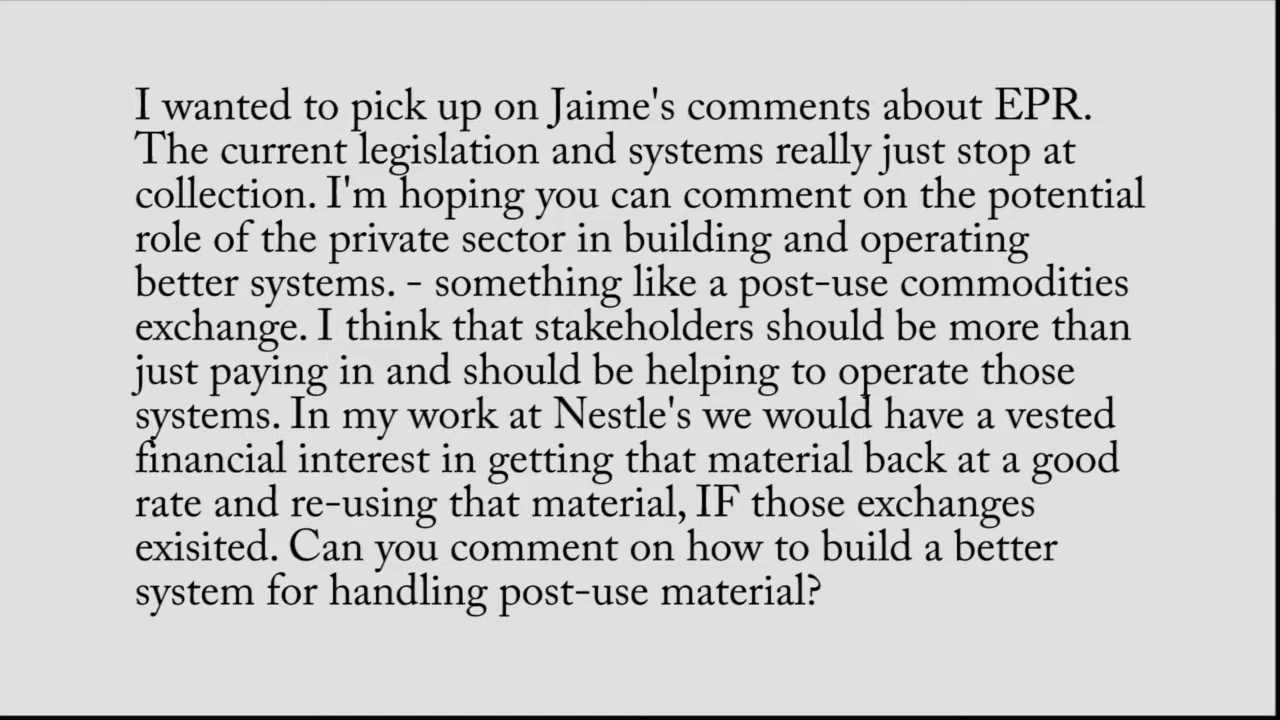 I wanted to pick up on Jaime's comments about EPR.
The current legislation and systems really just stop at
collection. I'm hoping you can comment on the potential
role of the private sector in building and operating
better systems. - something like a post-use commodities
exchange. I think that stakeholders should be more than
just paying in and should be helping to operate those
systems. In my work at Nestle's we would have a vested
financial interest in getting that material back at a good
rate and re-using that material, IF those exchanges
exisited. Can you comment on how to build a better
system for handling post-use material?